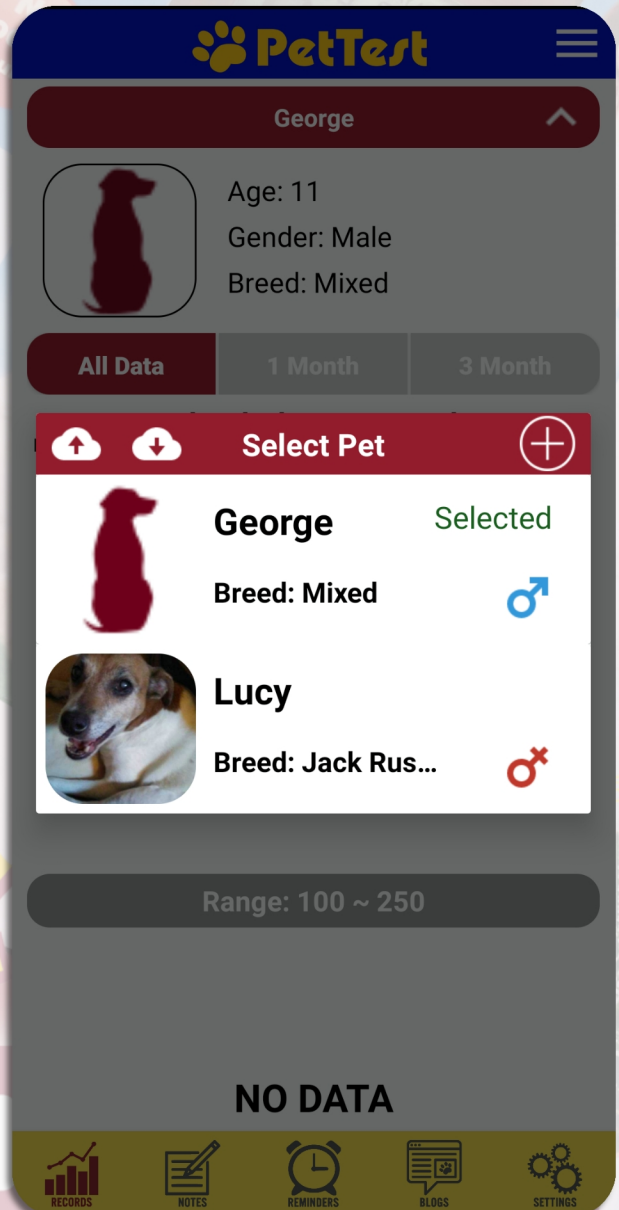 PetTest
George
Age: 11
Gender: Male
Breed: Mixed
All Data 1 Month 3 Month
Select Pet
George Selected
Breed: Mixed
Lucy
Breed: Jack Rus...
Range: 100 ~ 250
NO DATA
RECORDS NOTES REMINDERS BLOGS SETTINGS